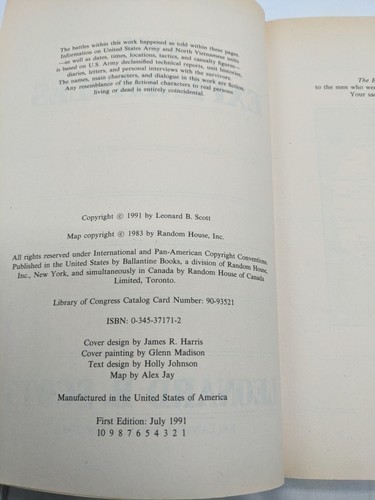 The battles within this work happened as told within these pages.
Information on United States Army and North Vietnamese units
—as well as dates, times, locations, tactics, and casualty figures—
is based on U.S. Army declassified technical reports, unit histories,
diaries, letters, and personal interviews with the survivors.
The names, main characters, and dialogue in this work are fiction.
Any resemblance of the fictional characters to real persons
living or dead is entirely coincidental.
Copyright © 1991 by Leonard B. Scott
Map copyright © 1983 by Random House, Inc.
All rights reserved under International and Pan-American Copyright Conventions.
Published in the United States by Ballantine Books, a division of Random House,
Inc., New York, and simultaneously in Canada by Random House of Canada
Limited, Toronto.
Library of Congress Catalog Card Number: 90-93521
ISBN: 0-345-37171-2
Cover design by James R. Harris
Cover painting by Glenn Madison
Text design by Holly Johnson
Map by Alex Jay
Manufactured in the United States of America
First Edition: July 1991
10 9 8 7 6 5 4 3 2 1
The
to the men who
Your